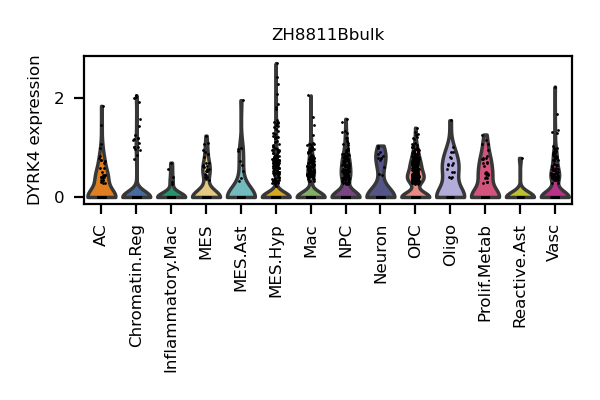 ZH8811Bbulk
DYRK4 expression
2
0
AC
Chromatin.Reg
Inflammatory.Mac
MES
MES.Ast
MES.Hyp
Mac
NPC
Neuron
OPC
Oligo
Prolif.Metab
Reactive.Ast
Vasc